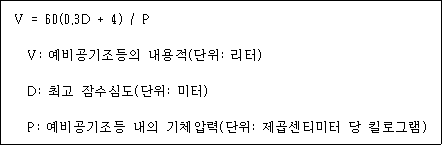 V = 60(0.3D + 4) / P
V: 예비공기조등의 내용적(단위: 리터)
D: 최고 잠수심도(단위: 미터)
P: 예비공기조등 내의 기체압력(단위: 제곱센티미터 당 킬로그램)